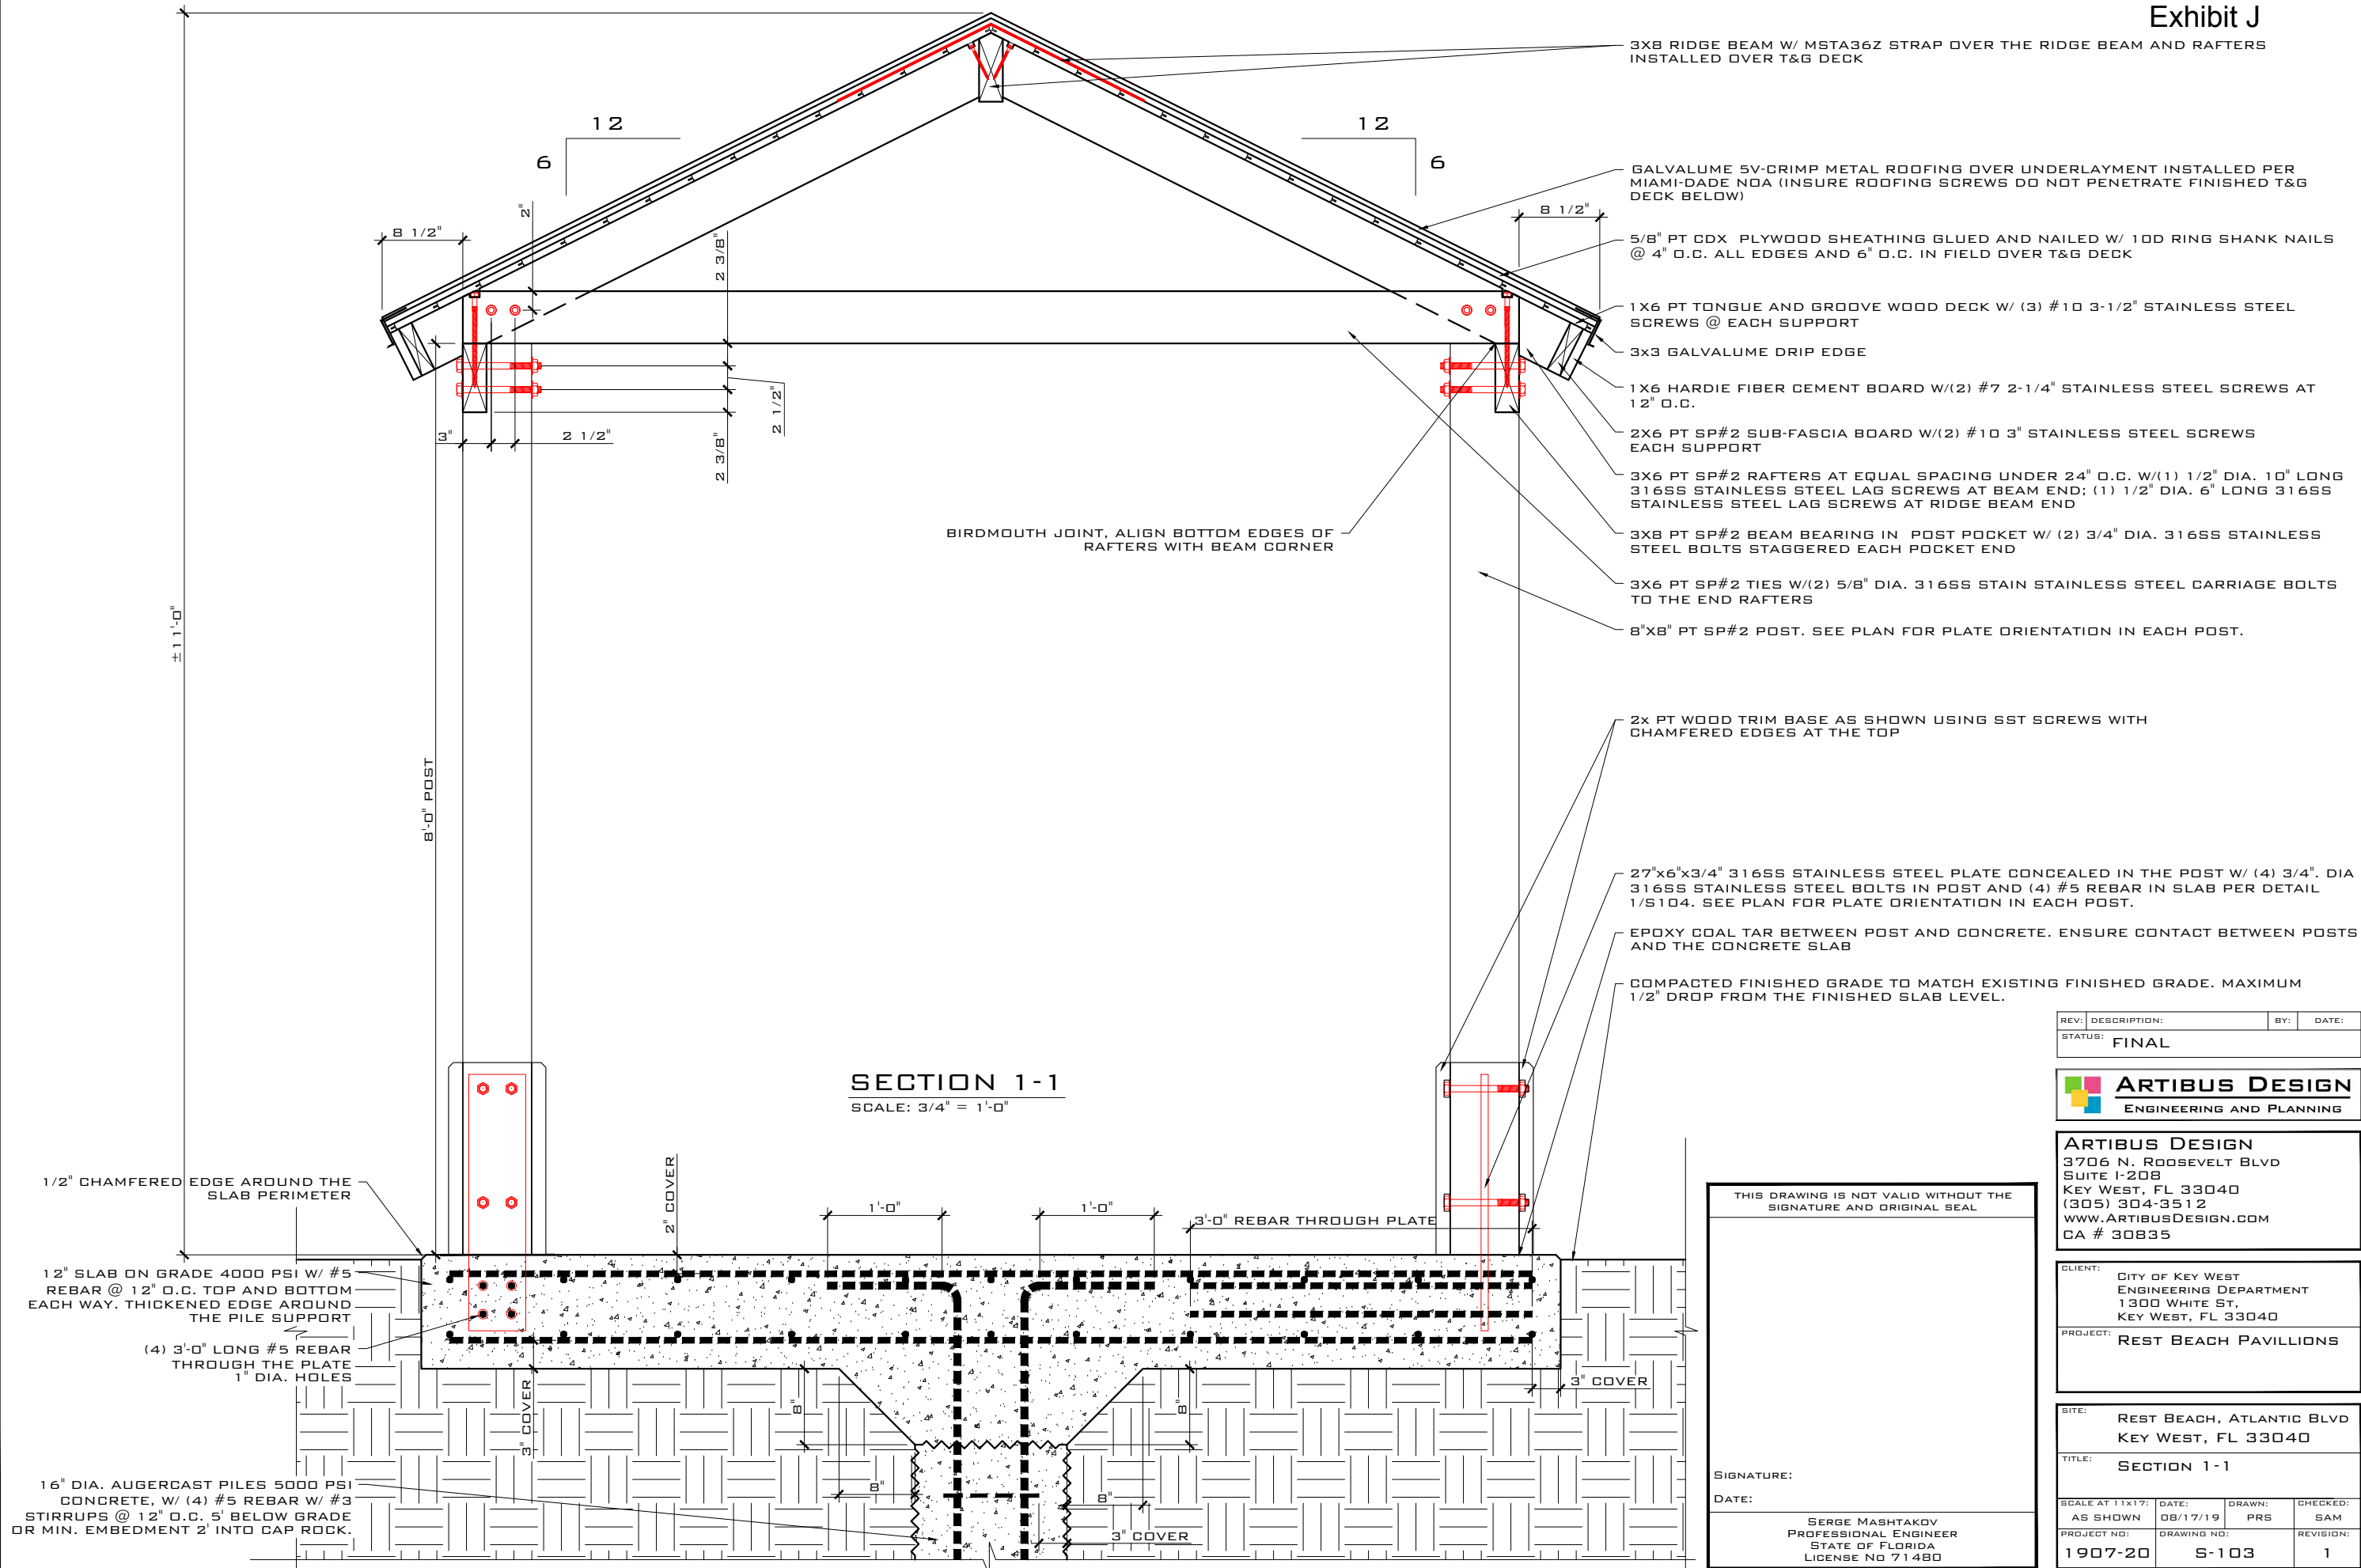 Exhibit J
3X8 RIDGE BEAM W/ MSTA36Z STRAP OVER THE RIDGE BEAM AND RAFTERS
INSTALLED OVER T&G DECK
12
6
12
6
GALVALUME 5V-CRIMP METAL ROOFING OVER UNDERLAYMENT INSTALLED PER
MIAMI-DADE NOA (INSURE ROOFING SCREWS DO NOT PENETRATE FINISHED T&G
DECK BELOW)
8 1/2"
8 1/2"
2"
2 3/8"
5/8" PT CDX PLYWOOD SHEATHING GLUED AND NAILED W/ 10D RING SHANK NAILS
@ 4" O.C. ALL EDGES AND 6" O.C. IN FIELD OVER T&G DECK
1X6 PT TONGUE AND GROOVE WOOD DECK W/ (3) #10 3-1/2" STAINLESS STEEL
SCREWS @ EACH SUPPORT
3x3 GALVALUME DRIP EDGE
1X6 HARDIE FIBER CEMENT BOARD W/(2) #7 2-1/4" STAINLESS STEEL SCREWS AT
12" O.C.
2X6 PT SP#2 SUB-FASCIA BOARD W/(2) #10 3" STAINLESS STEEL SCREWS
EACH SUPPORT
3"
2 1/2"
2 1/2"
2 3/8"
3X6 PT SP#2 RAFTERS AT EQUAL SPACING UNDER 24" O.C. W/(1) 1/2" DIA. 10" LONG
316SS STAINLESS STEEL LAG SCREWS AT BEAM END; (1) 1/2" DIA. 6" LONG 316SS
STAINLESS STEEL LAG SCREWS AT RIDGE BEAM END
BIRDMOUTH JOINT, ALIGN BOTTOM EDGES OF
RAFTERS WITH BEAM CORNER
3X8 PT SP#2 BEAM BEARING IN POST POCKET W/ (2) 3/4" DIA. 316SS STAINLESS
STEEL BOLTS STAGGERED EACH POCKET END
3X6 PT SP#2 TIES W/(2) 5/8" DIA. 316SS STAIN STAINLESS STEEL CARRIAGE BOLTS
TO THE END RAFTERS
8"X8" PT SP#2 POST. SEE PLAN FOR PLATE ORIENTATION IN EACH POST.
±11'-0"
8'-0" POST
2x PT WOOD TRIM BASE AS SHOWN USING SST SCREWS WITH
CHAMFERED EDGES AT THE TOP
27"x6"x3/4" 316SS STAINLESS STEEL PLATE CONCEALED IN THE POST W/ (4) 3/4". DIA
316SS STAINLESS STEEL BOLTS IN POST AND (4) #5 REBAR IN SLAB PER DETAIL
1/S104. SEE PLAN FOR PLATE ORIENTATION IN EACH POST.
EPOXY COAL TAR BETWEEN POST AND CONCRETE. ENSURE CONTACT BETWEEN POSTS
AND THE CONCRETE SLAB
COMPACTED FINISHED GRADE TO MATCH EXISTING FINISHED GRADE. MAXIMUM
1/2" DROP FROM THE FINISHED SLAB LEVEL.
SECTION 1-1
SCALE: 3/4" = 1'-0"
1/2" CHAMFERED EDGE AROUND THE
SLAB PERIMETER
2" COVER
1'-0"
1'-0"
3'-0" REBAR THROUGH PLATE
12" SLAB ON GRADE 4000 PSI W/ #5
REBAR @ 12" O.C. TOP AND BOTTOM
EACH WAY. THICKENED EDGE AROUND
THE PILE SUPPORT
(4) 3'-0" LONG #5 REBAR
THROUGH THE PLATE
1" DIA. HOLES
3" COVER
8"
8"
3" COVER
8"
8"
3" COVER
16" DIA. AUGERCAST PILES 5000 PSI
CONCRETE, W/ (4) #5 REBAR W/ #3
STIRRUPS @ 12" O.C. 5' BELOW GRADE
OR MIN. EMBEDMENT 2' INTO CAP ROCK.
THIS DRAWING IS NOT VALID WITHOUT THE
SIGNATURE AND ORIGINAL SEAL
SIGNATURE:
DATE:
SERGE MASHTAKOV
PROFESSIONAL ENGINEER
STATE OF FLORIDA
LICENSE NO 71480
REV: DESCRIPTION: BY: DATE:
STATUS: FINAL
ARTIBUS DESIGN
ENGINEERING AND PLANNING
ARTIBUS DESIGN
3706 N. ROOSEVELT BLVD
SUITE I-208
KEY WEST, FL 33040
(305) 304-3512
WWW.ARTIBUSDESIGN.COM
CA # 30835
CLIENT:
CITY OF KEY WEST
ENGINEERING DEPARTMENT
1300 WHITE ST,
KEY WEST, FL 33040
PROJECT:
REST BEACH PAVILLIONS
SITE:
REST BEACH, ATLANTIC BLVD
KEY WEST, FL 33040
TITLE:
SECTION 1-1
SCALE AT 11x17: DATE: DRAWN: CHECKED:
AS SHOWN 08/17/19 PRS SAM
PROJECT NO: DRAWING NO: REVISION:
1907-20 S-103 1